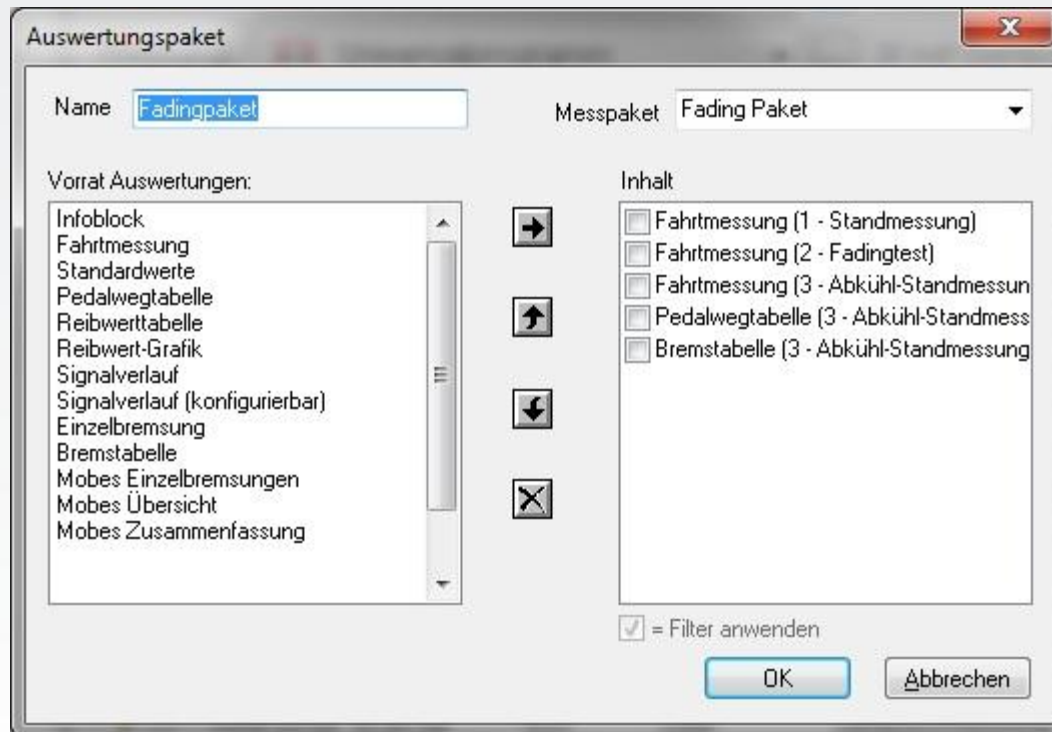 Auswertungspaket
Name Fadingpaket
Messpaket Fading Paket
Vorrat Auswertungen:
Infoblock
Fahrtmessung
Standardwerte
Pedalwegtabelle
Reibwerttabelle
Reibwert-Grafik
Signalverlauf
Signalverlauf (konfigurierbar)
Einzelbremsung
Bremstabelle
Mobes Einzelbremsungen
Mobes Übersicht
Mobes Zusammenfassung
Inhalt
Fahrtmessung (1 - Standmessung)
Fahrtmessung (2 - Fadingtest)
Fahrtmessung (3 - Abkühl-Standmessun
Pedalwegtabelle (3 - Abkühl-Standmess
Bremstabelle (3 - Abkühl-Standmessung
= Filter anwenden
OK
Abbrechen